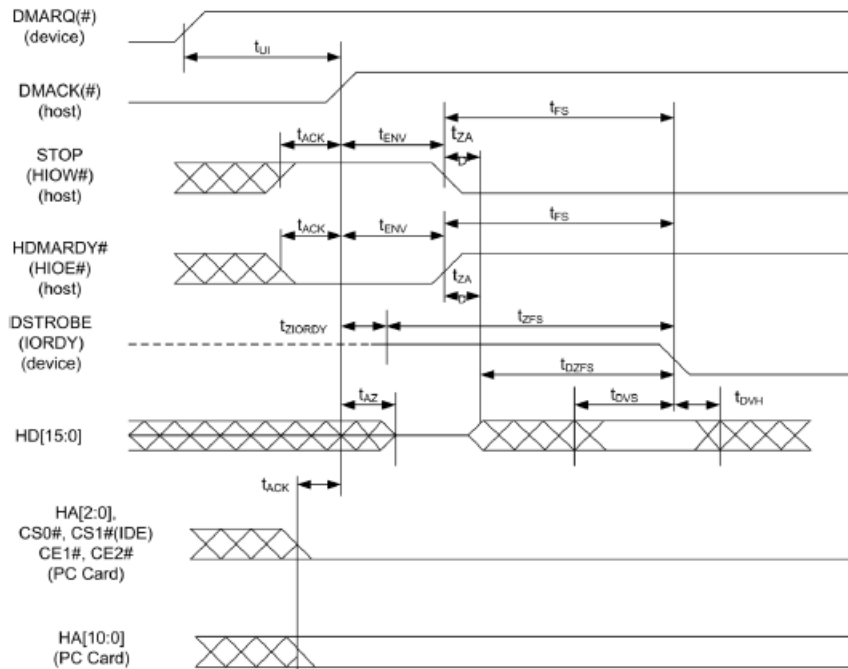 DMARQ(#)
(device)
tUI
DMACK(#)
(host)
tFS
tACK
tENV
tZA
D
STOP
(HIOW#)
(host)
tFS
tACK
tENV
HDMARDY#
(HIOE#)
(host)
tZA
D
DSTROBE
(IORDY)
(device)
tZIORDY
tZFS
tDZFS
tAZ
tDVS
tDVH
HD[15:0]
tACK
HA[2:0],
CS0#, CS1#(IDE)
CE1#, CE2#
(PC Card)
HA[10:0]
(PC Card)